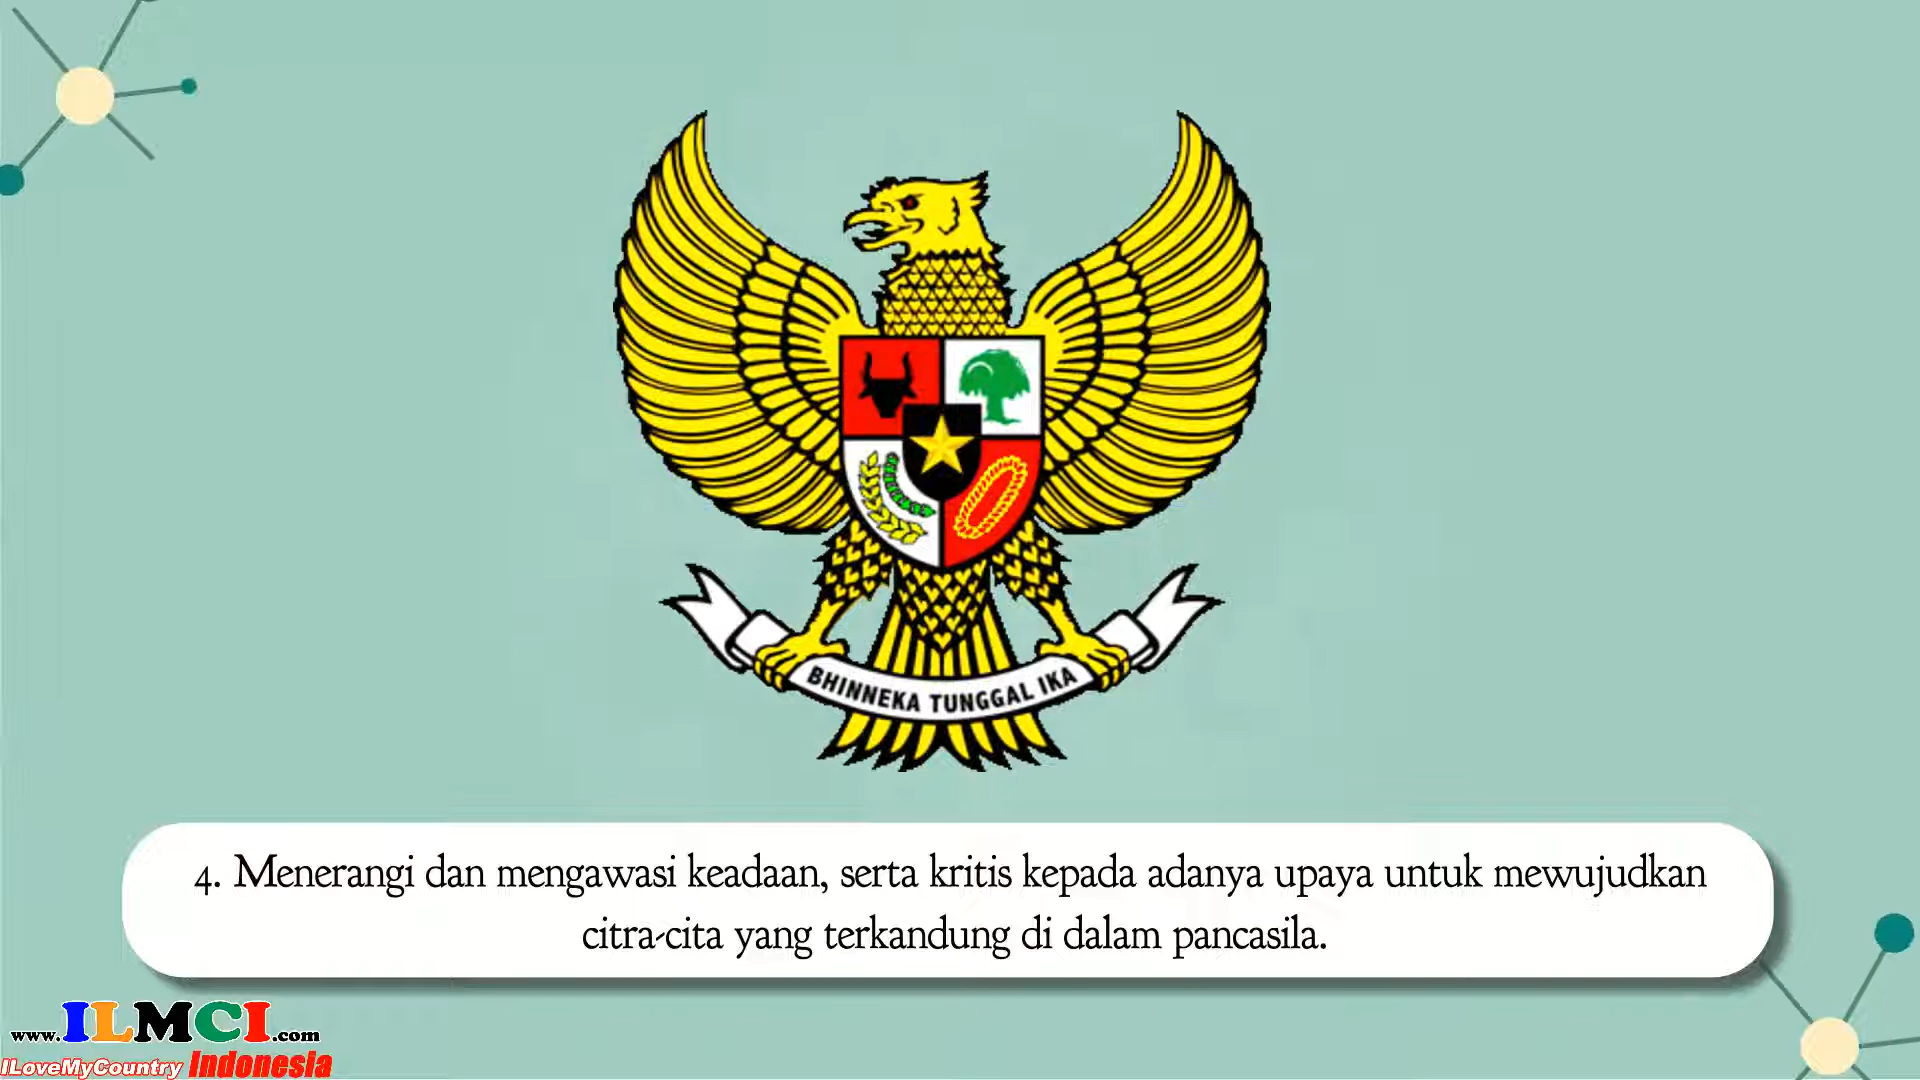 BHINNEKA TUNGGAL IKA
4. Menerangi dan mengawasi keadaan, serta kritis kepada adanya upaya untuk mewujudkan
citra-cita yang terkandung di dalam pancasila.
www.ILMCI.com
ILoveMyCountry Indonesia